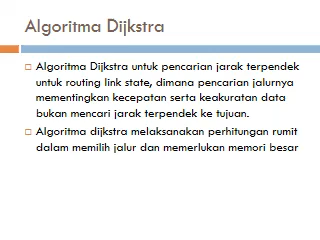 Algoritma Dijkstra
Algoritma Dijkstra untuk pencarian jarak terpendek
untuk routing link state, dimana pencarian jalurnya
mementingkan kecepatan serta keakuratan data
bukan mencari jarak terpendek ke tujuan.
Algoritma dijkstra melaksanakan perhitungan rumit
dalam memilih jalur dan memerlukan memori besar